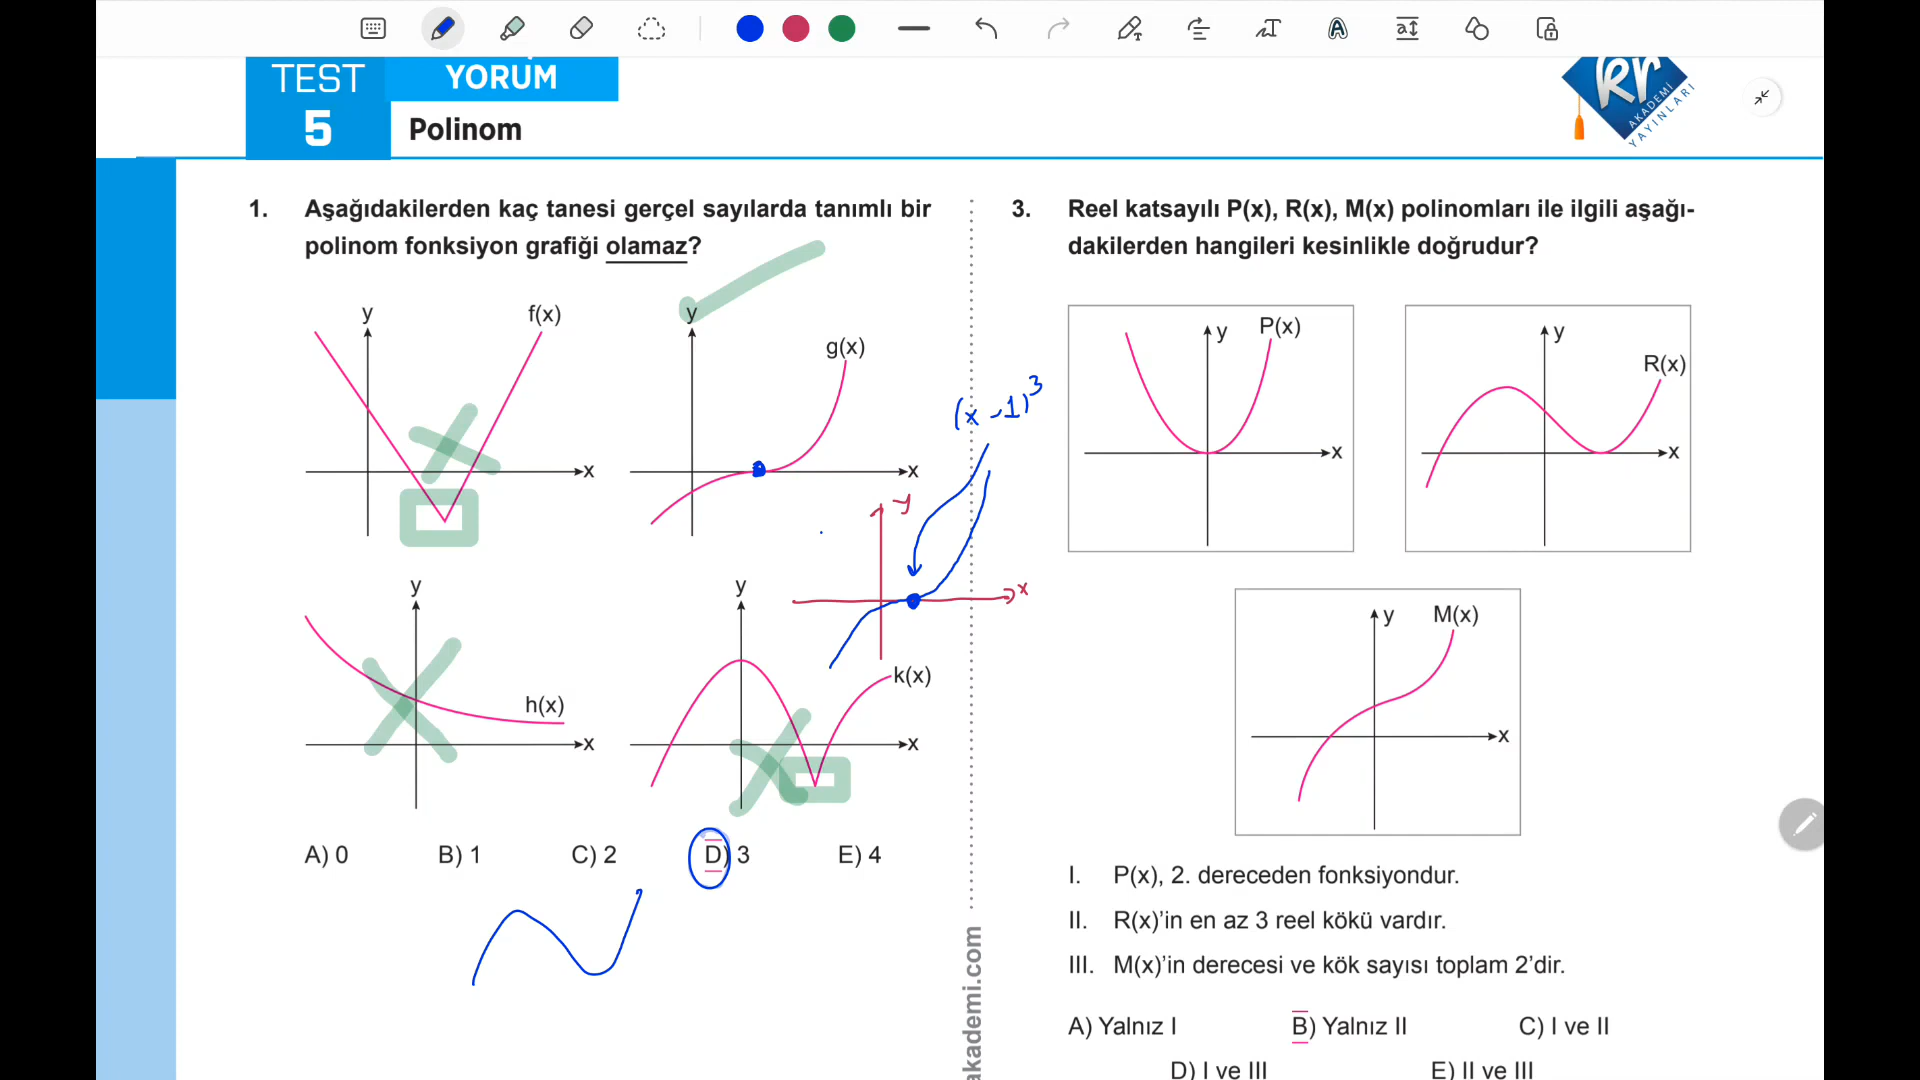 TEST
5
YORUM
Polinom
kr
AKADEMİ
YAYINLARI
1. Aşağıdakilerden kaç tanesi gerçel sayılarda tanımlı bir
polinom fonksiyon grafiği olamaz?
y
f(x)
x
y
g(x)
x
(x-1)³
y
x
y
h(x)
x
y
k(x)
x
A) 0 B) 1 C) 2 D) 3 E) 4
akademi.com
3. Reel katsayılı P(x), R(x), M(x) polinomları ile ilgili aşağı-
dakilerden hangileri kesinlikle doğrudur?
y
P(x)
x
y
R(x)
x
y
M(x)
x
I. P(x), 2. dereceden fonksiyondur.
II. R(x)’in en az 3 reel kökü vardır.
III. M(x)’in derecesi ve kök sayısı toplam 2’dir.
A) Yalnız I B) Yalnız II C) I ve II
D) I ve III E) II ve III